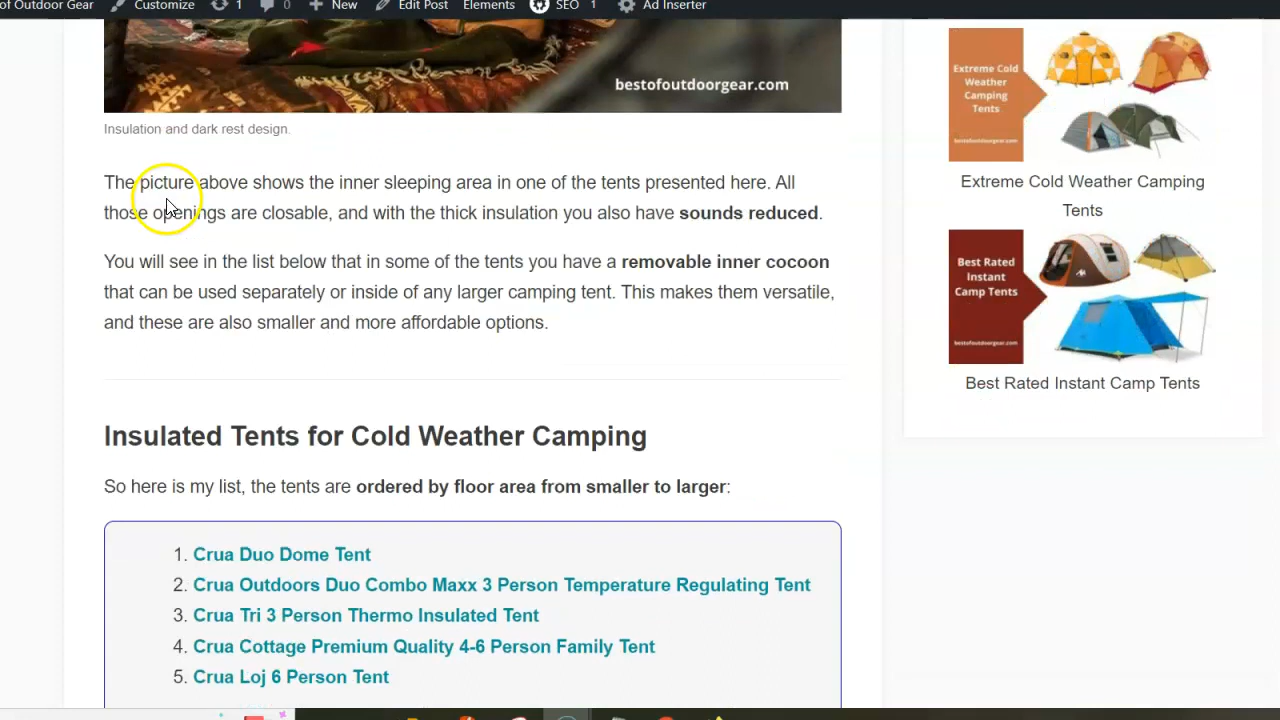 of Outdoor Gear Customize 1 0 New Edit Post Elements SEO 1 Ad Inserter
bestofoutdoorgear.com
Insulation and dark rest design.
The picture above shows the inner sleeping area in one of the tents presented here. All
those openings are closable, and with the thick insulation you also have sounds reduced.
You will see in the list below that in some of the tents you have a removable inner cocoon
that can be used separately or inside of any larger camping tent. This makes them versatile,
and these are also smaller and more affordable options.
Insulated Tents for Cold Weather Camping
So here is my list, the tents are ordered by floor area from smaller to larger:
1. Crua Duo Dome Tent
2. Crua Outdoors Duo Combo Maxx 3 Person Temperature Regulating Tent
3. Crua Tri 3 Person Thermo Insulated Tent
4. Crua Cottage Premium Quality 4-6 Person Family Tent
5. Crua Loj 6 Person Tent
Extreme Cold
Weather
Camping
Tents
bestofoutdoorgear.com
Extreme Cold Weather Camping
Tents
Best Rated
Instant
Camp Tents
bestofoutdoorgear.com
Best Rated Instant Camp Tents